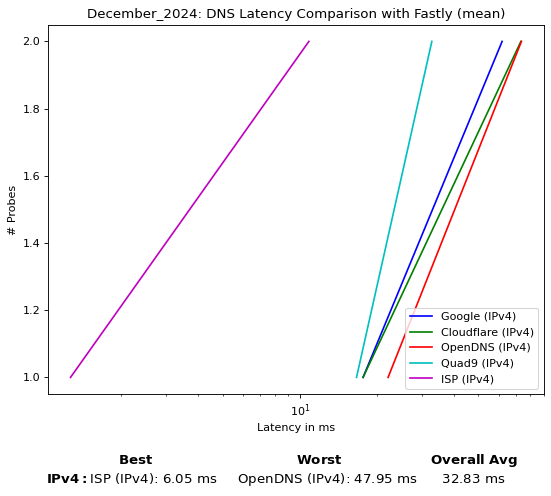 December_2024: DNS Latency Comparison with Fastly (mean)
2.0
1.8
1.6
1.4
1.2
1.0
# Probes
Google (IPv4)
Cloudflare (IPv4)
OpenDNS (IPv4)
Quad9 (IPv4)
ISP (IPv4)
10¹
Latency in ms
Best Worst Overall Avg
IPv4: ISP (IPv4): 6.05 ms OpenDNS (IPv4): 47.95 ms 32.83 ms